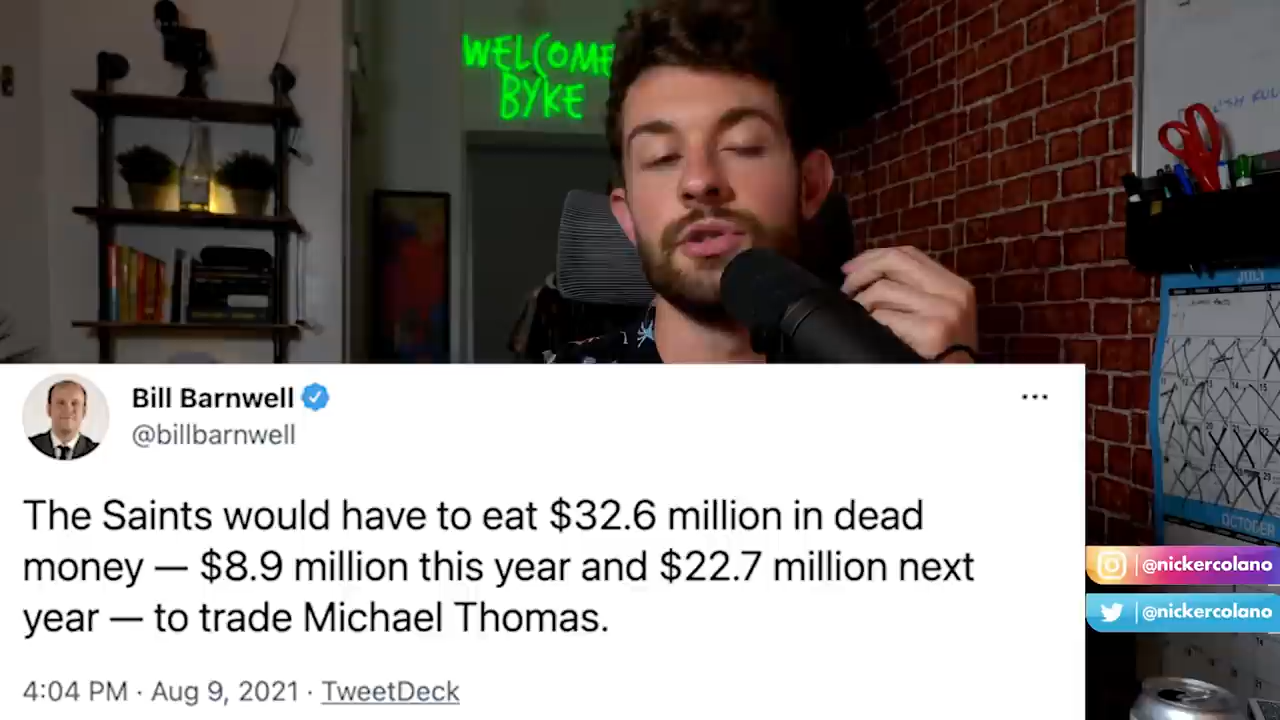 WELCOME
BYKE
JULY
Bill Barnwell
@billbarnwell
The Saints would have to eat $32.6 million in dead
money — $8.9 million this year and $22.7 million next
year — to trade Michael Thomas.
4:04 PM · Aug 9, 2021 · TweetDeck
OCTOBER
@nickercolano
@nickercolano